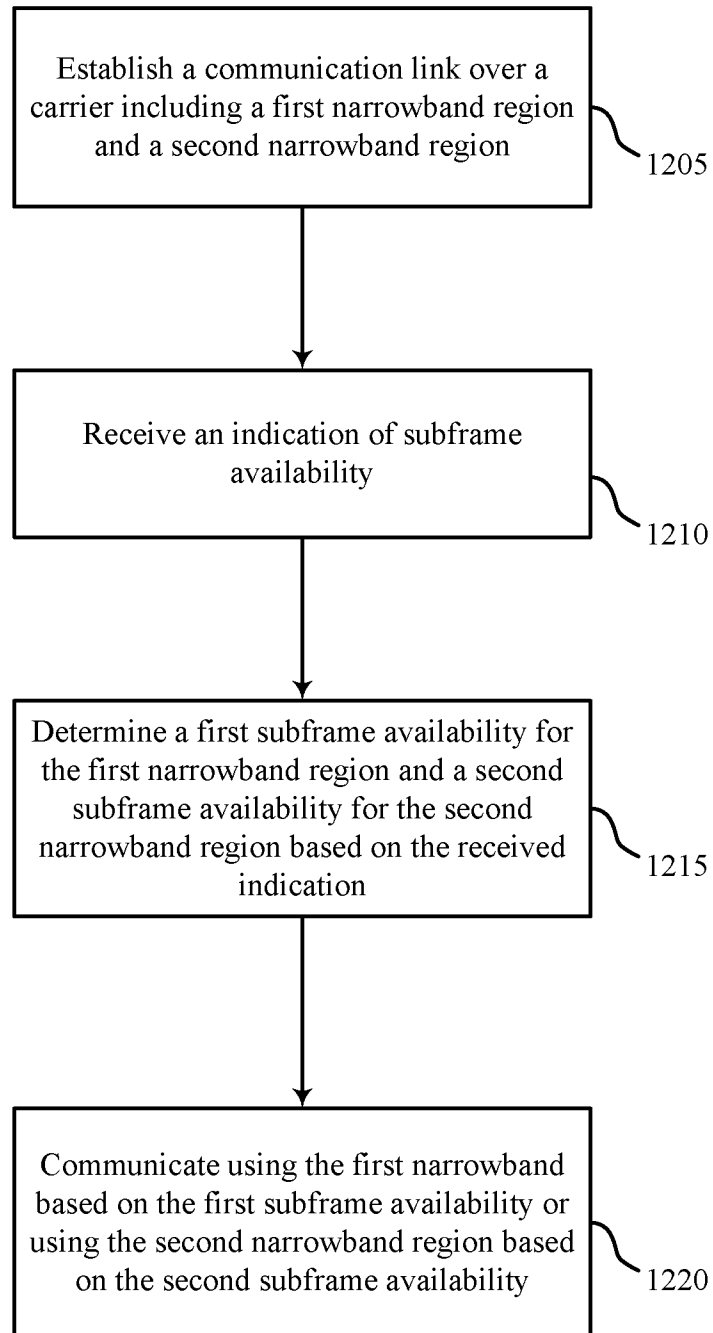 Establish a communication link over a
carrier including a first narrowband region
and a second narrowband region
1205
Receive an indication of subframe
availability
1210
Determine a first subframe availability for
the first narrowband region and a second
subframe availability for the second
narrowband region based on the received
indication
1215
Communicate using the first narrowband
based on the first subframe availability or
using the second narrowband region based
on the second subframe availability
1220